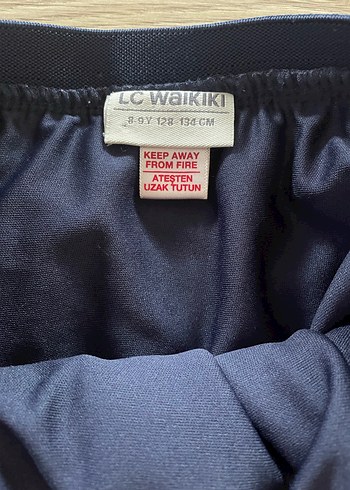 LC Waikiki
8-9Y 128-134 CM
KEEP AWAY
FROM FIRE
ATEŞTEN
UZAK TUTUN